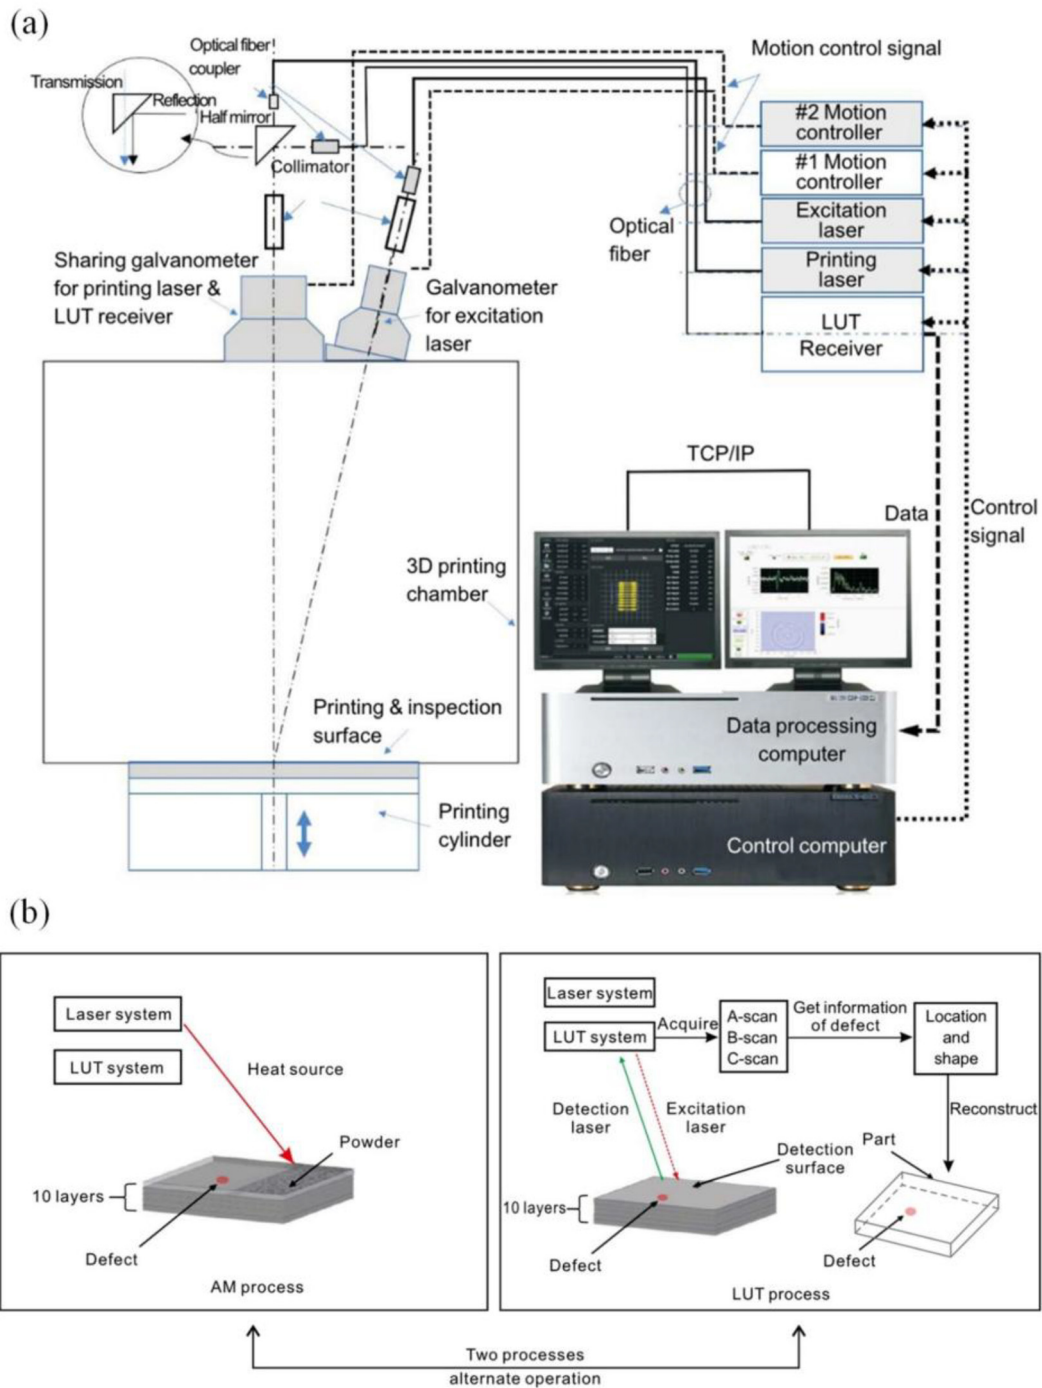 (a)
Optical fiber
coupler
Transmission
Reflection
Half mirror
Collimator
Motion control signal
#2 Motion
controller
#1 Motion
controller
Excitation
laser
Printing
laser
LUT
Receiver
Optical
fiber
Sharing galvanometer
for printing laser &
LUT receiver
Galvanometer
for excitation
laser
TCP/IP
Data
Control
signal
3D printing
chamber
Printing & inspection
surface
Data processing
computer
Printing
cylinder
Control computer
(b)
Laser system
LUT system
Heat source
Powder
10 layers
Defect
AM process
Laser system
LUT system
Acquire
A-scan
B-scan
C-scan
Get information
of defect
Location
and
shape
Reconstruct
Detection
laser
Excitation
laser
Detection
surface
Part
10 layers
Defect
Defect
LUT process
Two processes
alternate operation